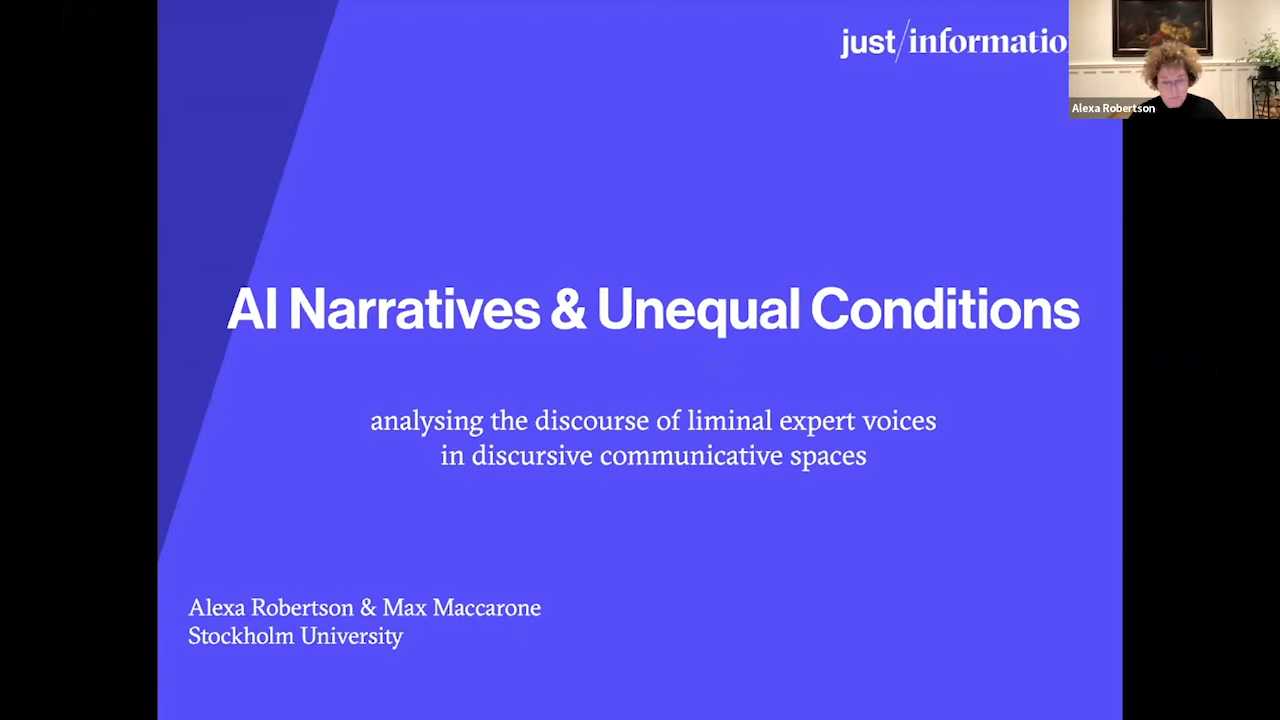 just/informatio
Alexa Robertson
AI Narratives & Unequal Conditions
analysing the discourse of liminal expert voices
in discursive communicative spaces
Alexa Robertson & Max Maccarone
Stockholm University